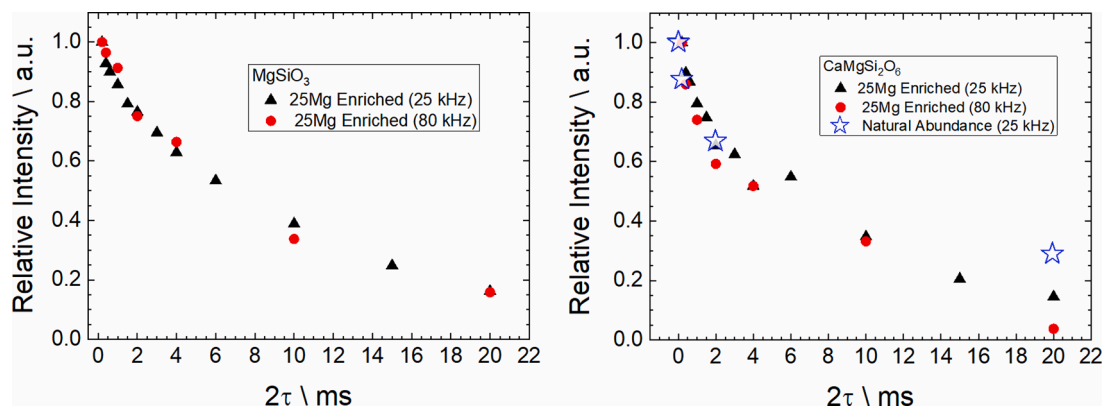 Relative Intensity \ a.u.
1.0
0.8
0.6
0.4
0.2
0.0
MgSiO₃
25Mg Enriched (25 kHz)
25Mg Enriched (80 kHz)
0 2 4 6 8 10 12 14 16 18 20 22
2τ \ ms
Relative Intensity \ a.u.
1.0
0.8
0.6
0.4
0.2
0.0
CaMgSi₂O₆
25Mg Enriched (25 kHz)
25Mg Enriched (80 kHz)
Natural Abundance (25 kHz)
0 2 4 6 8 10 12 14 16 18 20 22
2τ \ ms